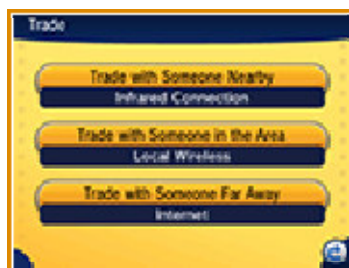 Trade
Trade with Someone Nearby
Infrared Connection
Trade with Someone in the Area
Local Wireless
Trade with Someone Far Away
Internet